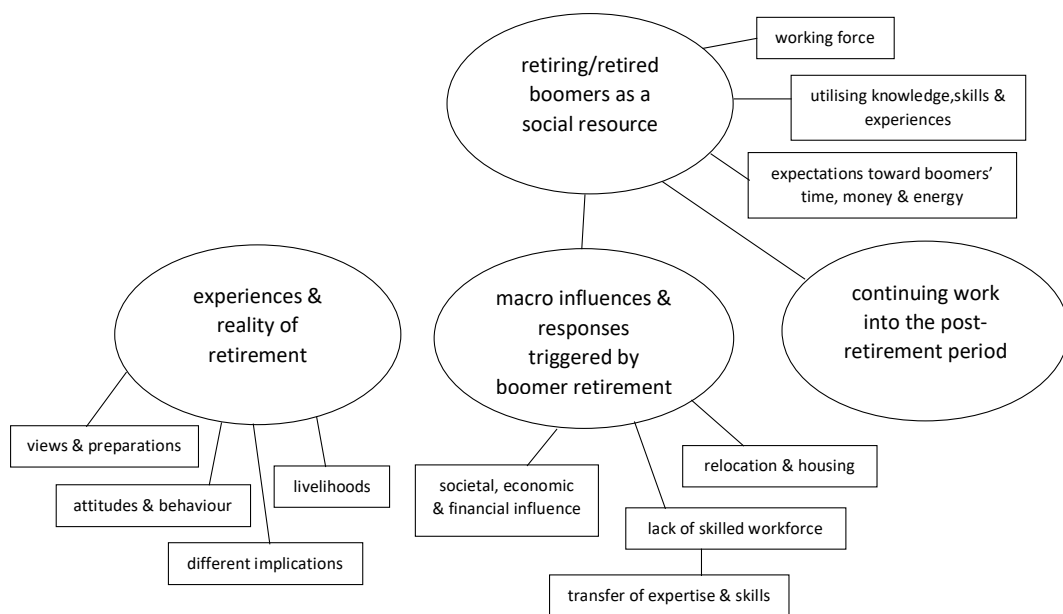 working force
retiring/retired
boomers as a
social resource
utilising knowledge,skills &
experiences
expectations toward boomers’
time, money & energy
experiences &
reality of
retirement
macro influences &
responses
triggered by
boomer retirement
continuing work
into the post-
retirement period
views & preparations
attitudes & behaviour
different implications
livelihoods
societal, economic
& financial influence
relocation & housing
lack of skilled workforce
transfer of expertise & skills